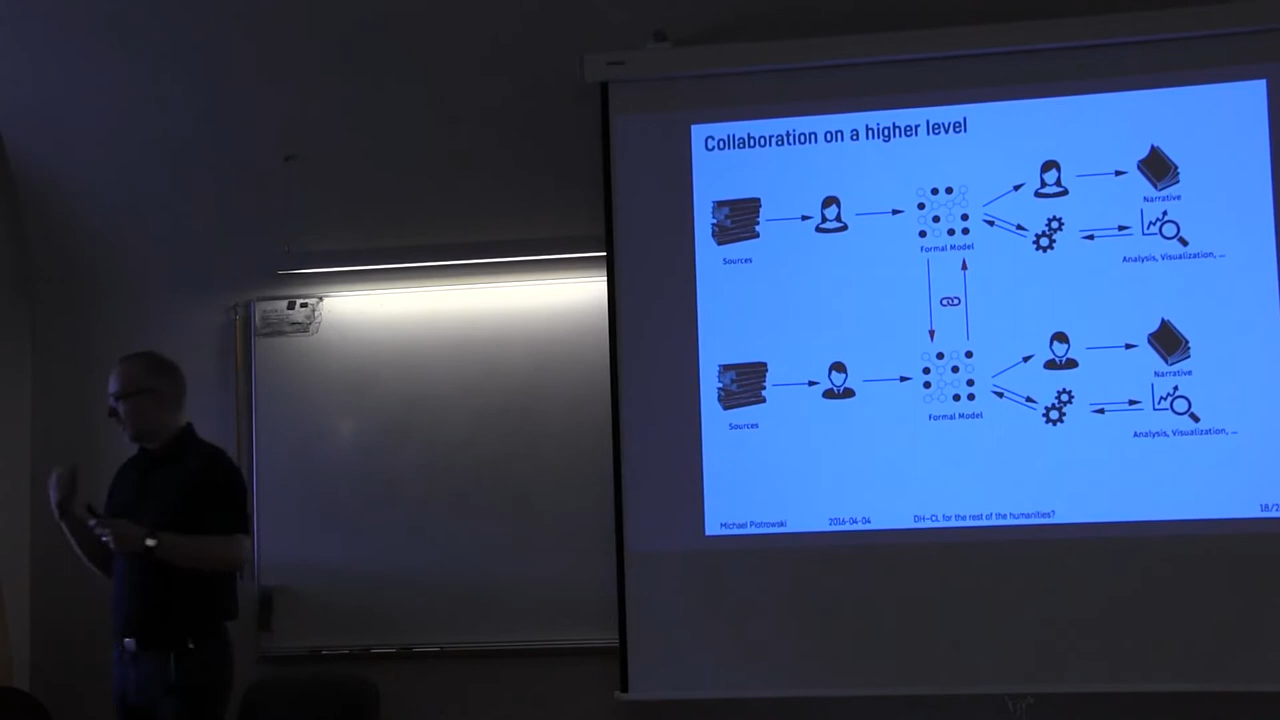 Collaboration on a higher level
Narrative
Sources
Formal Model
Analysis, Visualization, ...
Narrative
Sources
Formal Model
Analysis, Visualization, ...
Michael Piotrowski
2016-04-04
DH–CL for the rest of the humanities?
18/2